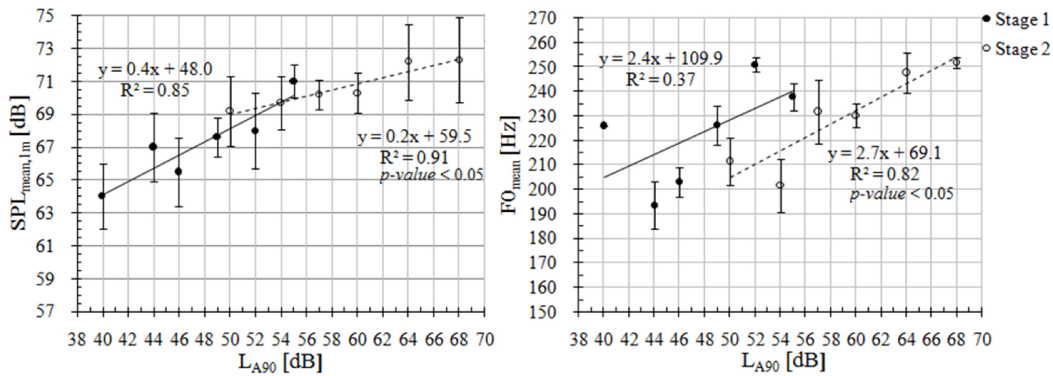 75
73
71
69
67
65
63
61
59
57
SPLmean,1m [dB]
y = 0.4x + 48.0
R² = 0.85
y = 0.2x + 59.5
R² = 0.91
p-value < 0.05
38 40 42 44 46 48 50 52 54 56 58 60 62 64 66 68 70
LA90 [dB]
270
260
250
240
230
220
210
200
190
180
170
160
150
F0mean [Hz]
y = 2.4x + 109.9
R² = 0.37
y = 2.7x + 69.1
R² = 0.82
p-value < 0.05
38 40 42 44 46 48 50 52 54 56 58 60 62 64 66 68 70
LA90 [dB]
Stage 1
Stage 2